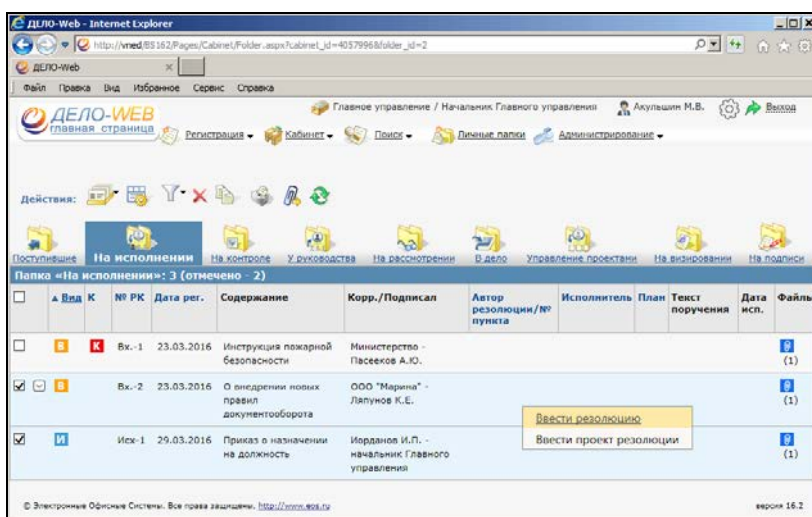 ДЕЛО-Web - Internet Explorer
http://vmed/BS162/Pages/Cabinet/Folder.aspx?cabinet_id=4057996&folder_id=2
ДЕЛО-Web
Файл Правка Вид Избранное Сервис Справка
Главное управление / Начальник Главного управления Акульшин М.В. Выход
ДЕЛО-WEB
главная страница
Регистрация Кабинет Поиск Личные папки Администрирование
Действия:
Поступившие На исполнении На контроле У руководства На рассмотрении В дело Управление проектами На визировании На подписи
Папка «На исполнении»: 3 (отмечено - 2)
Вид К № РК Дата рег. Содержание Корр./Подписал Автор резолюции/№ пункта Исполнитель План Текст поручения Дата исп. Файлы
В К Вх.-1 23.03.2016 Инструкция пожарной Министерство -
безопасности Пасееков А.Ю. (1)
В Вх.-2 23.03.2016 О внедрении новых ООО "Марина" -
правил Ляпунов К.Е. (1)
документооборота
Ввести резолюцию
Ввести проект резолюции
И Исх-1 29.03.2016 Приказ о назначении Иорданов И.П. -
на должность начальник Главного (1)
управления
© Электронные Офисные Системы. Все права защищены. http://www.eos.ru версия 16.2